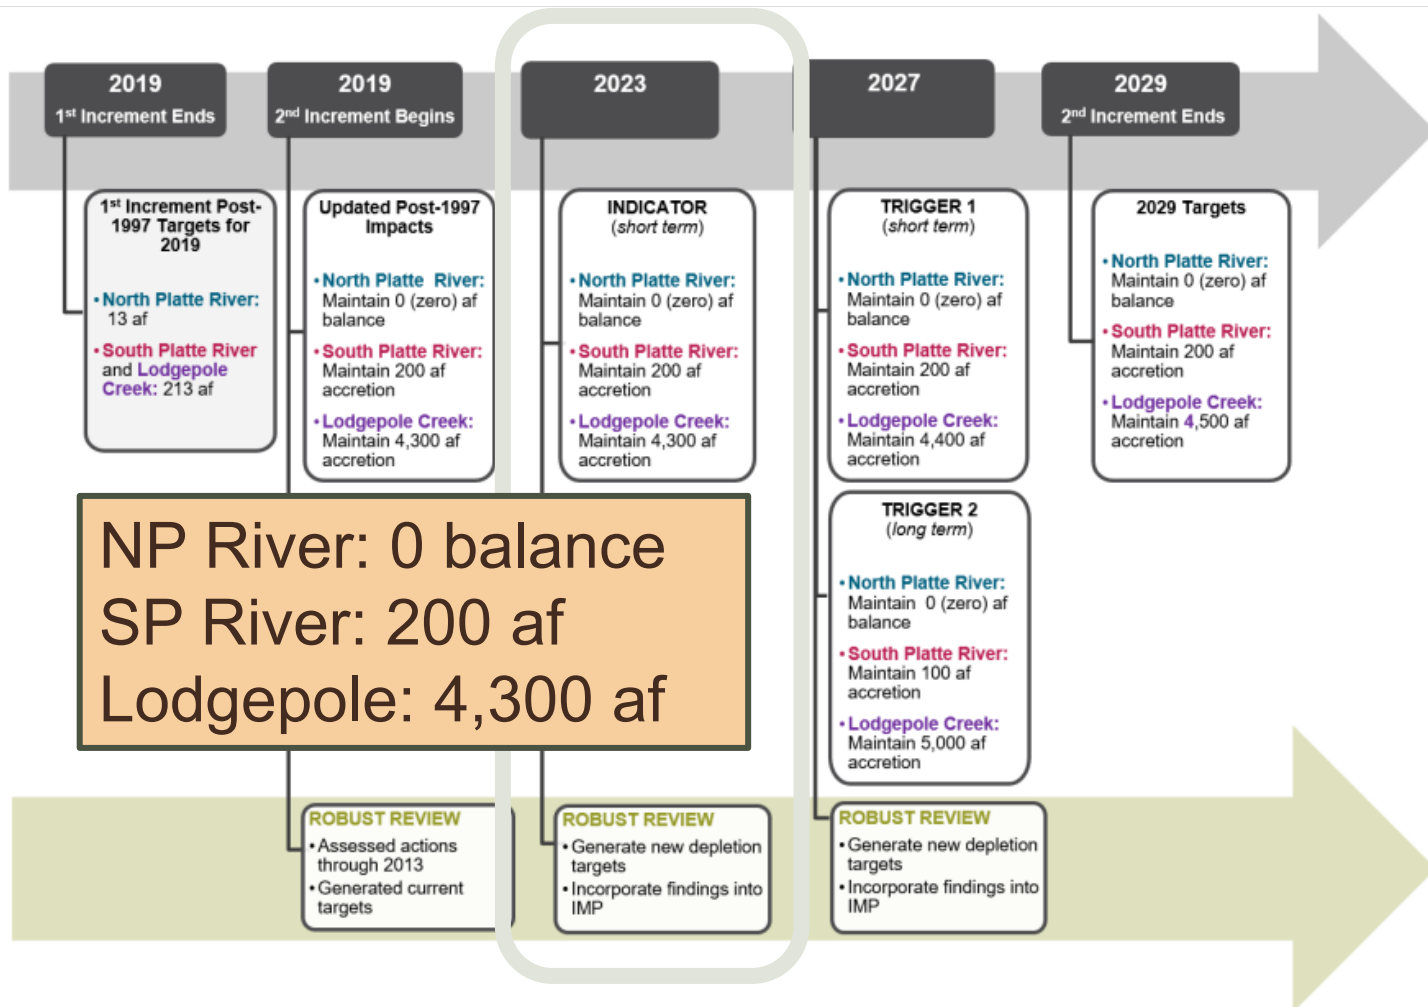 2019
1st Increment Ends
2019
2nd Increment Begins
2023
2027
2029
2nd Increment Ends
1st Increment Post-
1997 Targets for
2019
• North Platte River:
13 af
• South Platte River
and Lodgepole
Creek: 213 af
Updated Post-1997
Impacts
• North Platte River:
Maintain 0 (zero) af
balance
• South Platte River:
Maintain 200 af
accretion
• Lodgepole Creek:
Maintain 4,300 af
accretion
INDICATOR
(short term)
• North Platte River:
Maintain 0 (zero) af
balance
• South Platte River:
Maintain 200 af
accretion
• Lodgepole Creek:
Maintain 4,300 af
accretion
TRIGGER 1
(short term)
• North Platte River:
Maintain 0 (zero) af
balance
• South Platte River:
Maintain 200 af
accretion
• Lodgepole Creek:
Maintain 4,400 af
accretion
2029 Targets
• North Platte River:
Maintain 0 (zero) af
balance
• South Platte River:
Maintain 200 af
accretion
• Lodgepole Creek:
Maintain 4,500 af
accretion
NP River: 0 balance
SP River: 200 af
Lodgepole: 4,300 af
TRIGGER 2
(long term)
• North Platte River:
Maintain 0 (zero) af
balance
• South Platte River:
Maintain 100 af
accretion
• Lodgepole Creek:
Maintain 5,000 af
accretion
ROBUST REVIEW
• Assessed actions
through 2013
• Generated current
targets
ROBUST REVIEW
• Generate new depletion
targets
• Incorporate findings into
IMP
ROBUST REVIEW
• Generate new depletion
targets
• Incorporate findings into
IMP